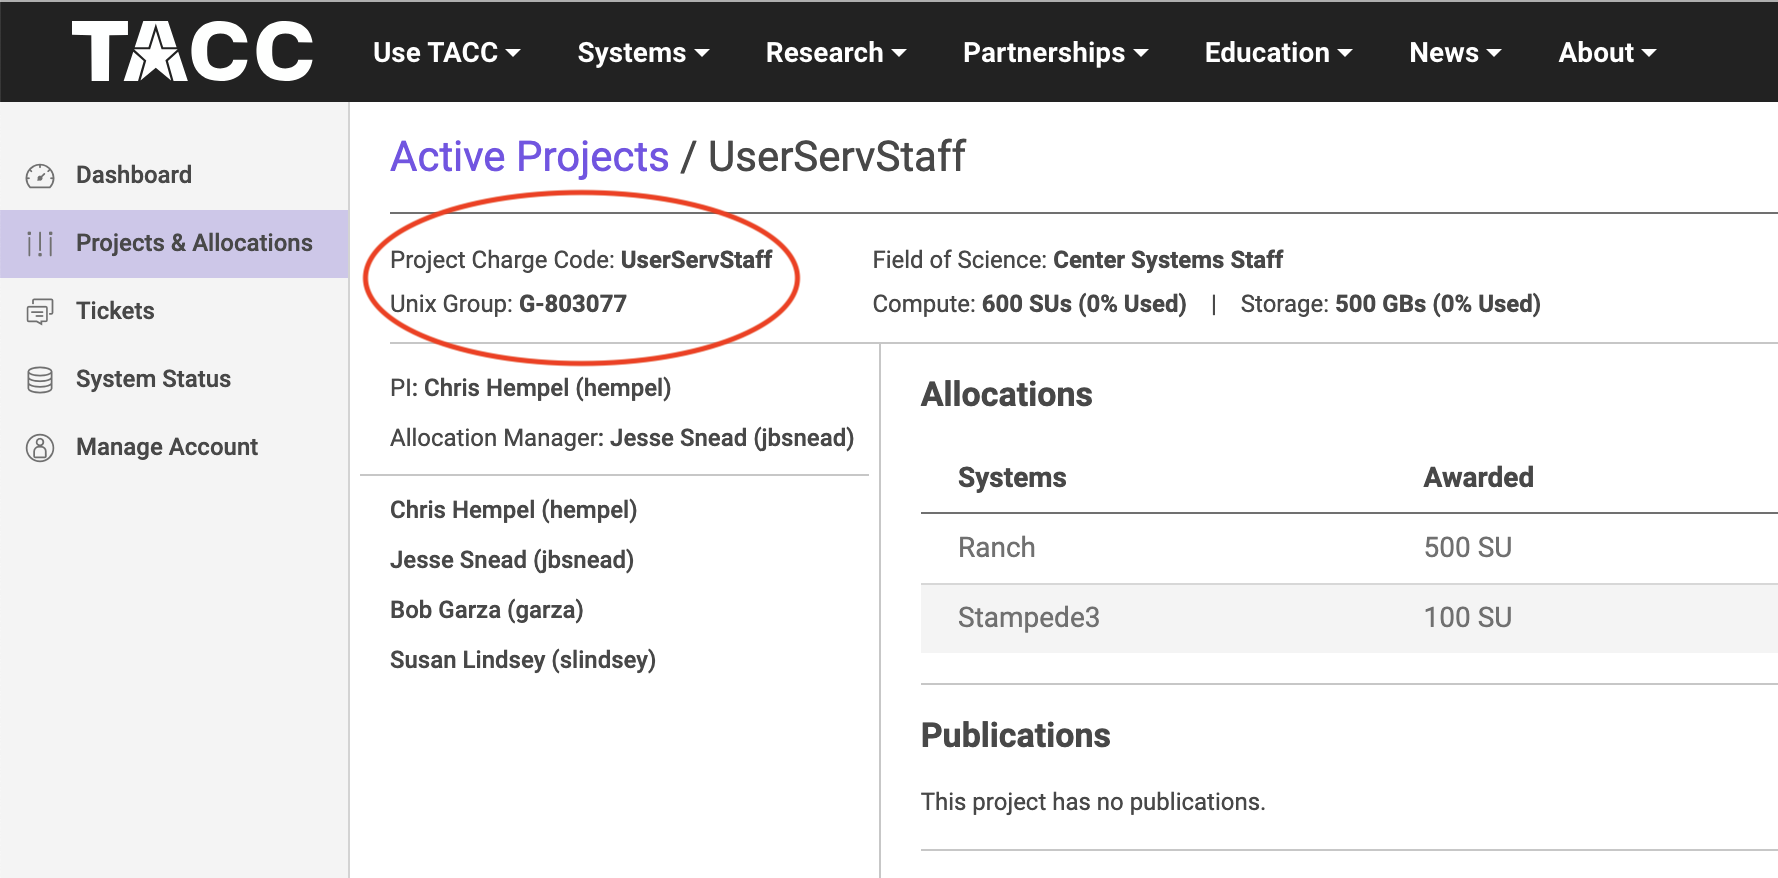 TACC
Use TACC Systems Research Partnerships Education News About
Dashboard
Projects & Allocations
Tickets
System Status
Manage Account
Active Projects / UserServStaff
Project Charge Code: UserServStaff
Unix Group: G-803077
Field of Science: Center Systems Staff
Compute: 600 SUs (0% Used) | Storage: 500 GBs (0% Used)
PI: Chris Hempel (hempel)
Allocation Manager: Jesse Snead (jbsnead)
Chris Hempel (hempel)
Jesse Snead (jbsnead)
Bob Garza (garza)
Susan Lindsey (slindsey)
Allocations
Systems Awarded
Ranch 500 SU
Stampede3 100 SU
Publications
This project has no publications.